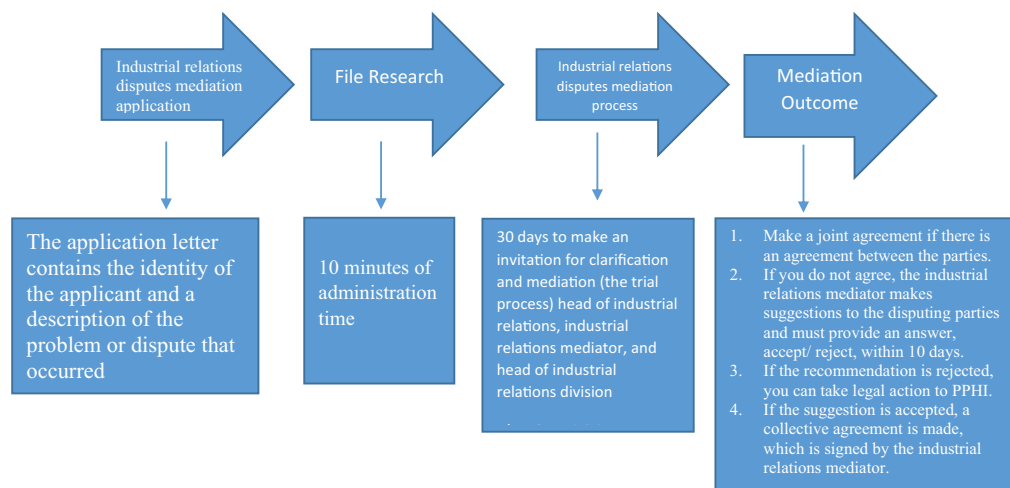 Industrial relations
disputes mediation
application
File Research
Industrial relations
disputes mediation
process
Mediation
Outcome
The application letter
contains the identity of
the applicant and a
description of the
problem or dispute that
occurred
10 minutes of
administration
time
30 days to make an
invitation for clarification
and mediation (the trial
process) head of industrial
relations, industrial
relations mediator, and
head of industrial
relations division
1. Make a joint agreement if there is
an agreement between the parties.
2. If you do not agree, the industrial
relations mediator makes
suggestions to the disputing parties
and must provide an answer,
accept/ reject, within 10 days.
3. If the recommendation is rejected,
you can take legal action to PPHI.
4. If the suggestion is accepted, a
collective agreement is made,
which is signed by the industrial
relations mediator.